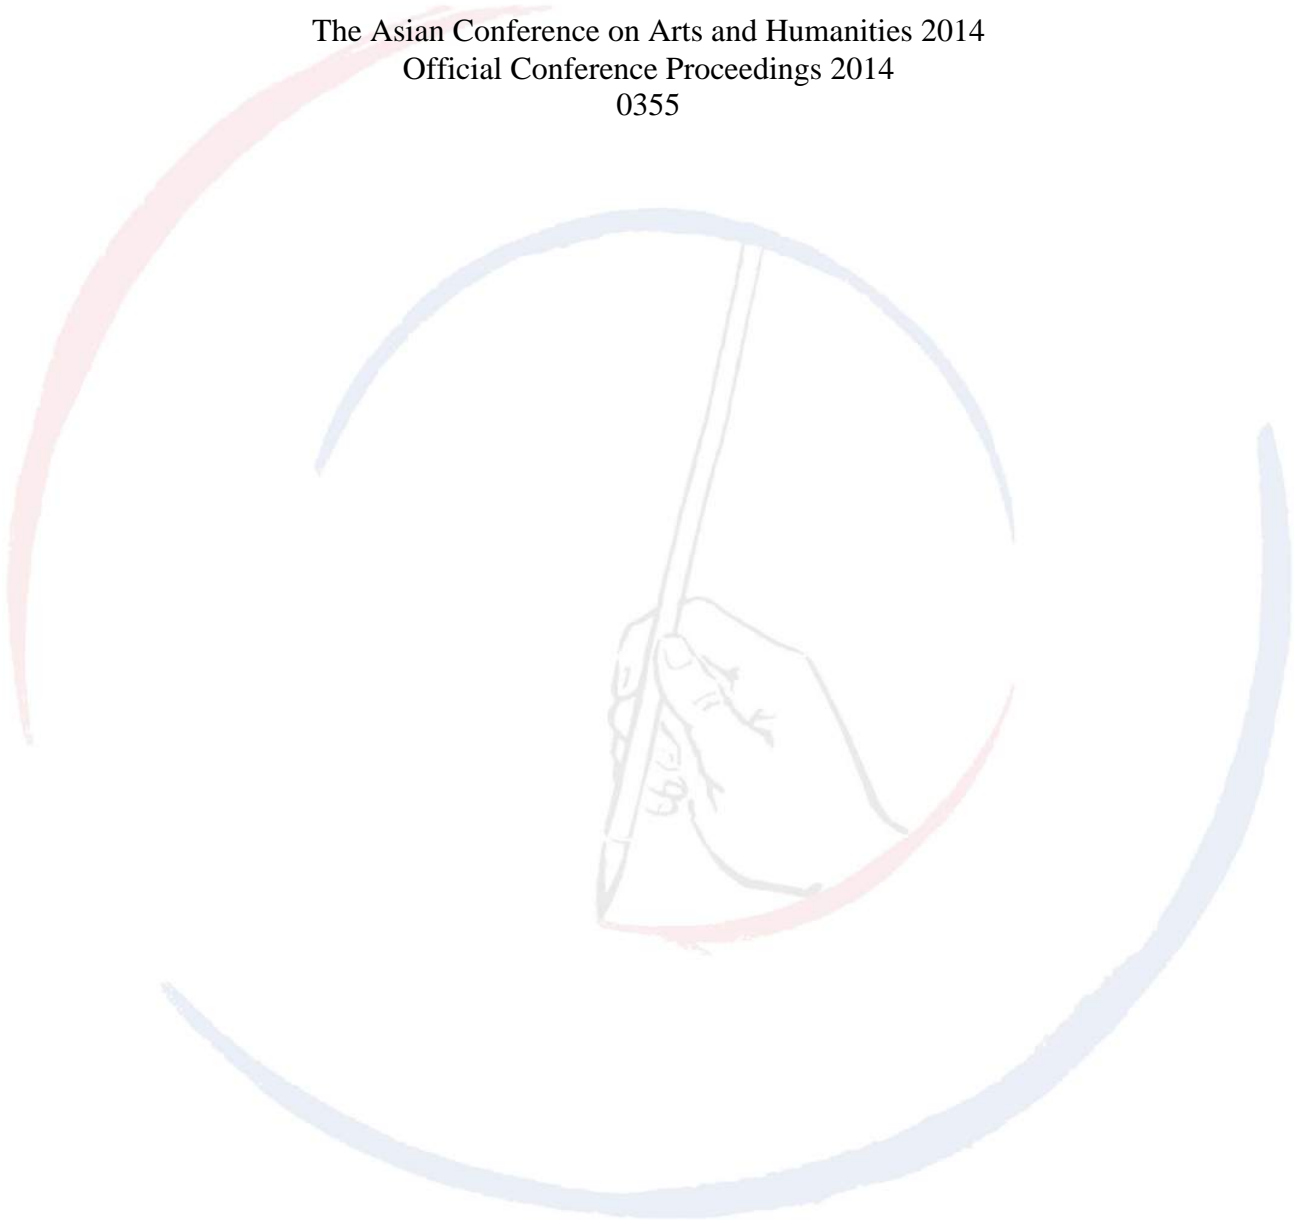 The Asian Conference on Arts and Humanities 2014
Official Conference Proceedings 2014
0355